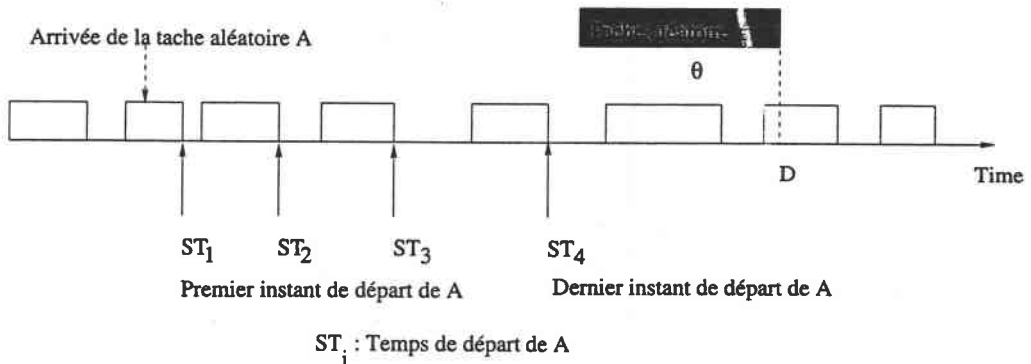 Arrivée de la tache aléatoire A
θ
D
Time
ST1
ST2
ST3
ST4
Premier instant de départ de A
Dernier instant de départ de A
STi : Temps de départ de A